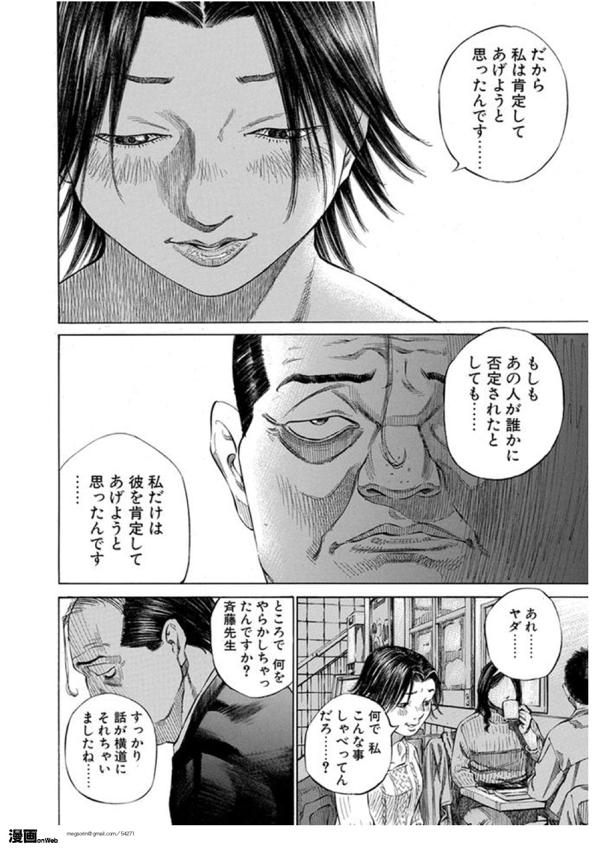 だから
私は肯定して
あげようと
思ったんです……
もしも
あの人が誰かに
否定されたと
しても……
私だけは
彼を肯定して
あげようと
思ったんです
……
あれ……
ヤダ
何で 私
こんな事
しゃべってん
だろ……?
ところで 何を
やらかしちゃっ
たんですか?
斉藤先生
すっかり
話が横道に
それちゃい
ましたね……
漫画 on Web
megaorin@gmail.com/54271